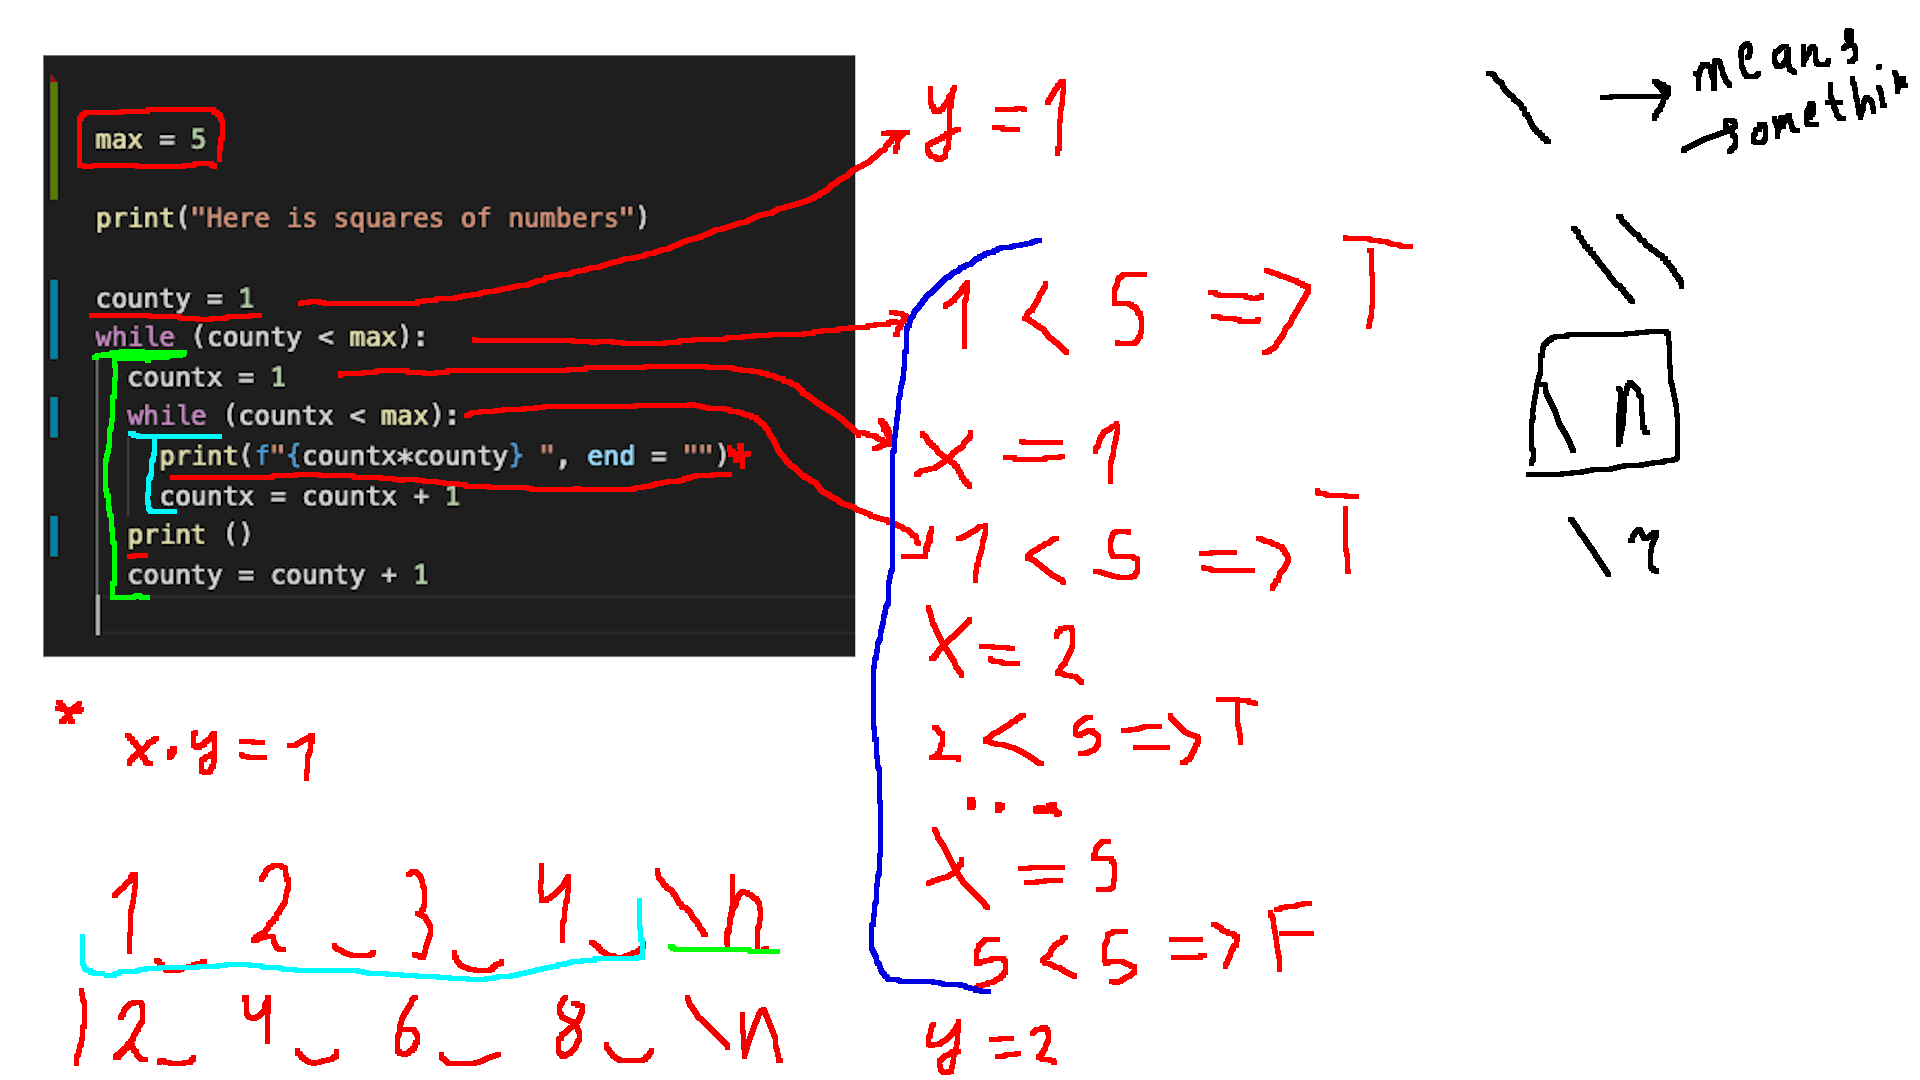 max = 5
print("Here is squares of numbers")
county = 1
while (county < max):
countx = 1
while (countx < max):
print(f"{countx*county} ", end = "")*
countx = countx + 1
print ()
county = county + 1
* x·y = 1
1 _ 2 _ 3 _ 4 _ \n
2 _ 4 _ 6 _ 8 _ \n
y = 1
1 < 5 => T
x = 1
1 < 5 => T
x = 2
2 < 5 => T
...
x = 5
5 < 5 => F
y = 2
\ → means
→ somethin
\\
\n